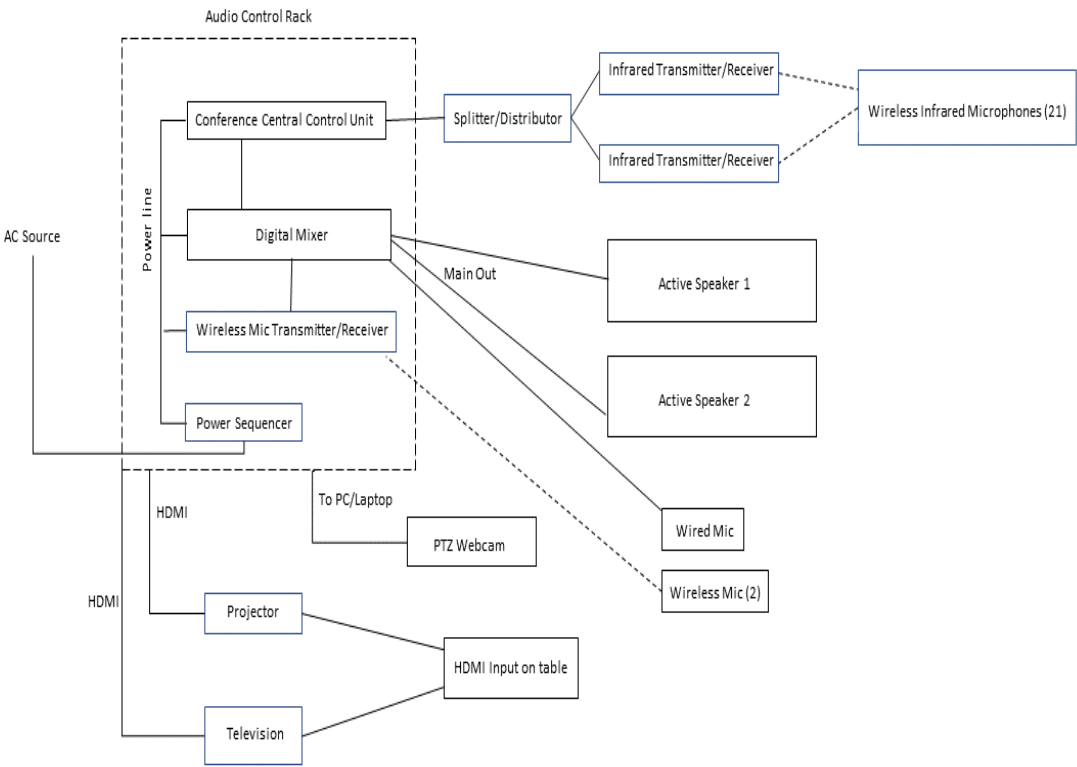 Audio Control Rack
Infrared Transmitter/Receiver
Conference Central Control Unit
Splitter/Distributor
Wireless Infrared Microphones (21)
Infrared Transmitter/Receiver
Power line
AC Source
Digital Mixer
Main Out
Active Speaker 1
Wireless Mic Transmitter/Receiver
Active Speaker 2
Power Sequencer
To PC/Laptop
HDMI
PTZ Webcam
Wired Mic
Wireless Mic (2)
HDMI
Projector
HDMI Input on table
Television